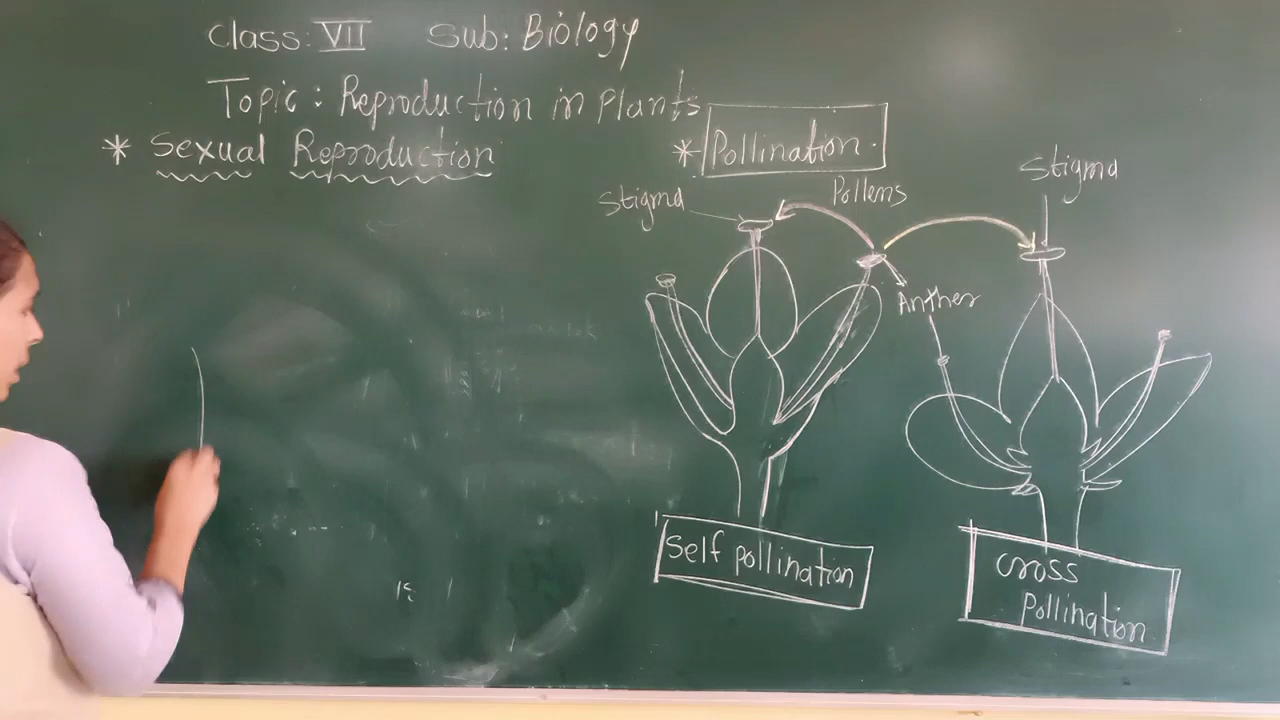 Class: VII Sub: Biology
Topic: Reproduction in Plants
* Sexual Reproduction
* Pollination.
Stigma
Pollens
Stigma
Anther
Self pollination
Cross
Pollination